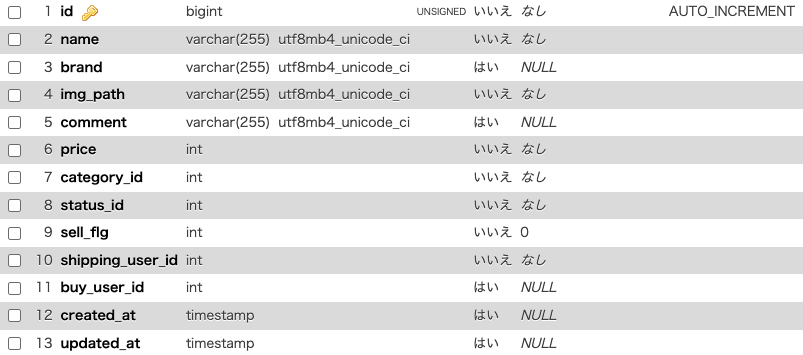 1 id bigint UNSIGNED いいえ なし AUTO_INCREMENT
2 name varchar(255) utf8mb4_unicode_ci いいえ なし
3 brand varchar(255) utf8mb4_unicode_ci はい NULL
4 img_path varchar(255) utf8mb4_unicode_ci いいえ なし
5 comment varchar(255) utf8mb4_unicode_ci はい NULL
6 price int いいえ なし
7 category_id int いいえ なし
8 status_id int いいえ なし
9 sell_flg int いいえ 0
10 shipping_user_id int いいえ なし
11 buy_user_id int はい NULL
12 created_at timestamp はい NULL
13 updated_at timestamp はい NULL